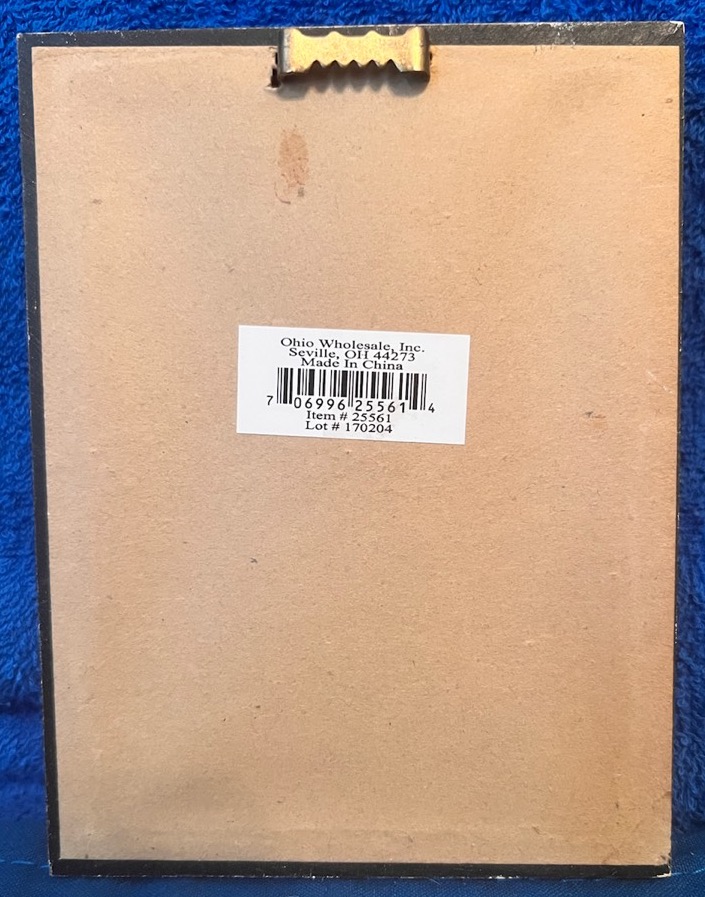 Ohio Wholesale, Inc.
Seville, OH 44273
Made In China
7 06996 25561 4
Item # 25561
Lot # 170204